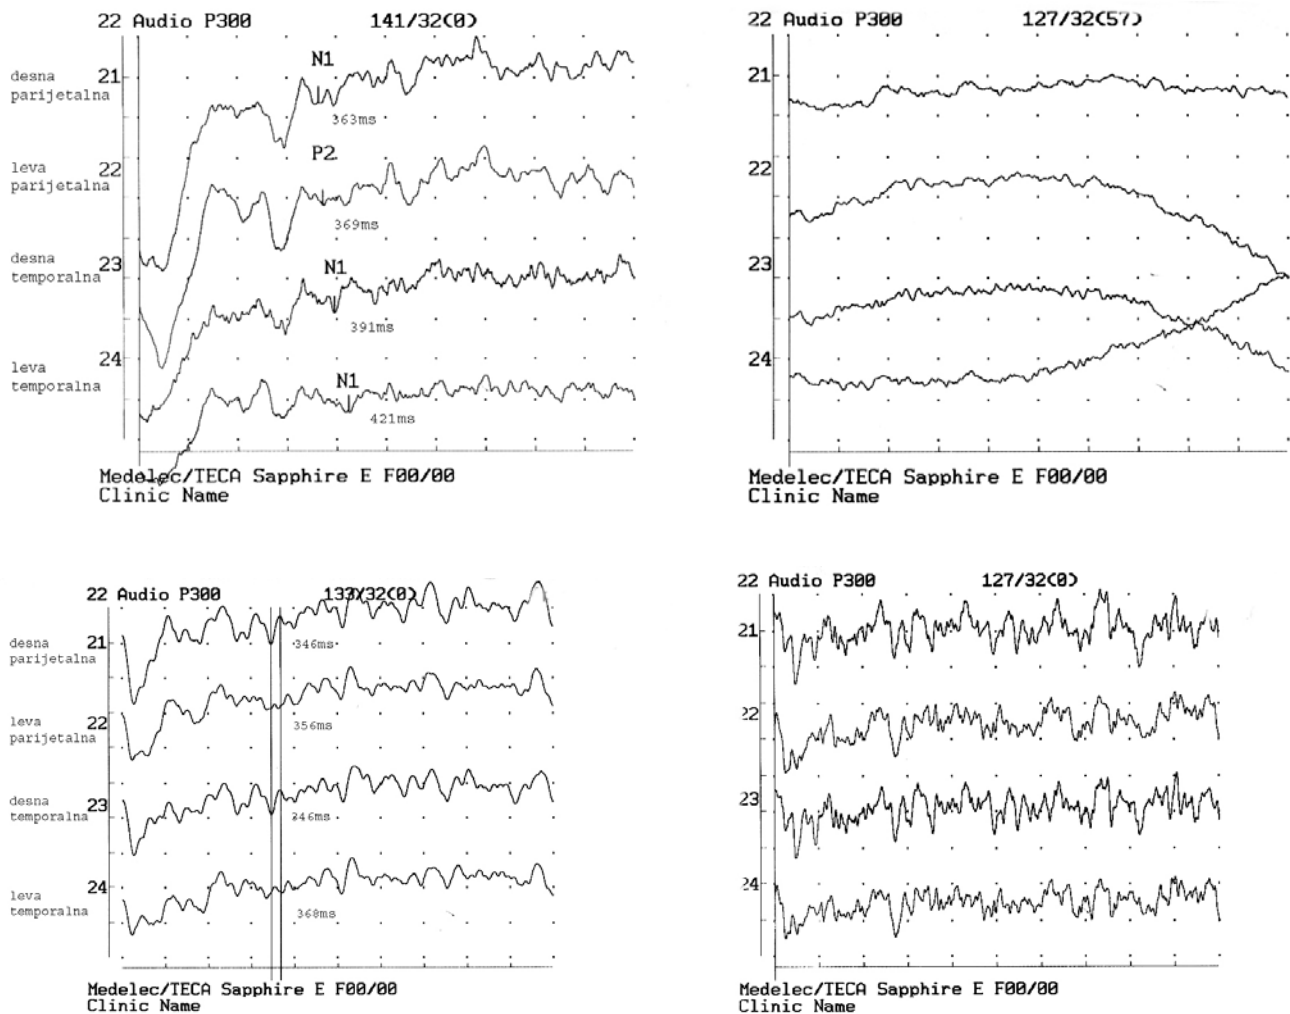 22 Audio P300 141/32(0)
desna
parijetalna
21
N1
363ms
leva
parijetalna
22
P2
369ms
desna
temporalna
23
N1
391ms
leva
temporalna
24
N1
421ms
Medelec/TECA Sapphire E F00/00
Clinic Name
22 Audio P300 127/32(57)
21
22
23
24
Medelec/TECA Sapphire E F00/00
Clinic Name
22 Audio P300 133/32(0)
desna
parijetalna
21
346ms
leva
parijetalna
22
356ms
desna
temporalna
23
346ms
leva
temporalna
24
368ms
Medelec/TECA Sapphire E F00/00
Clinic Name
22 Audio P300 127/32(0)
21
22
23
24
Medelec/TECA Sapphire E F00/00
Clinic Name